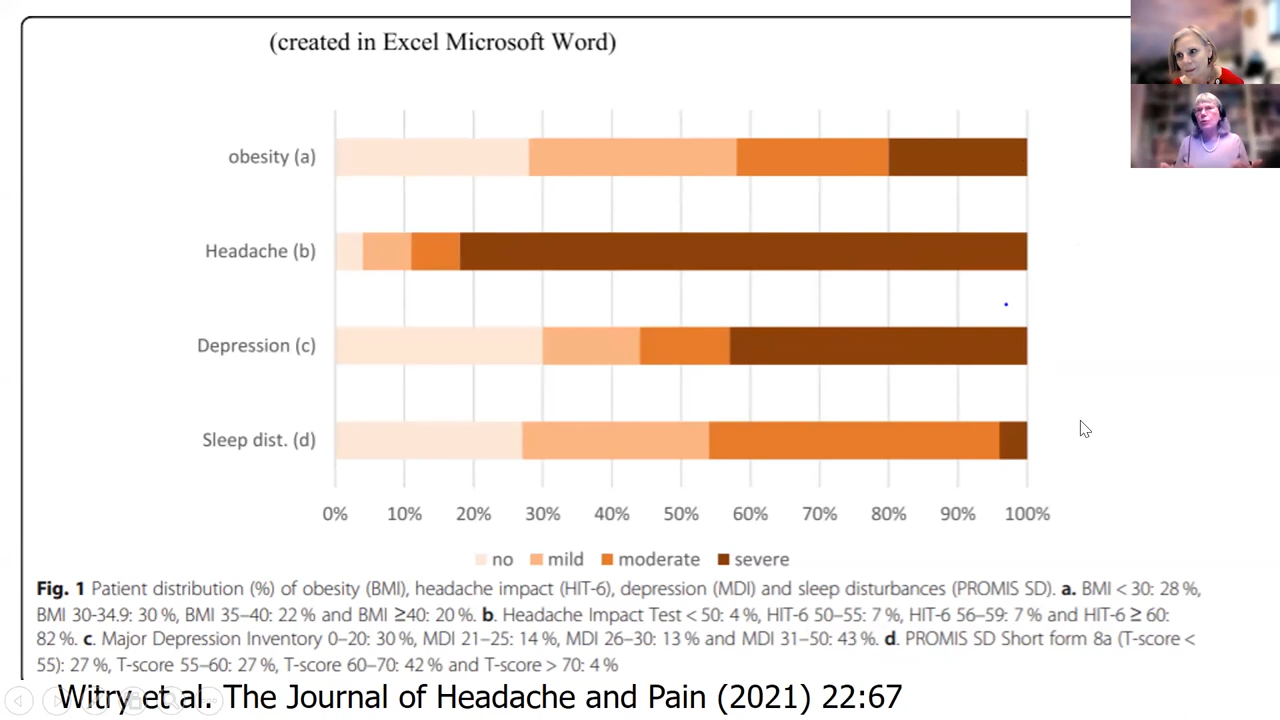 (created in Excel Microsoft Word)
obesity (a)
Headache (b)
Depression (c)
Sleep dist. (d)
0% 10% 20% 30% 40% 50% 60% 70% 80% 90% 100%
no mild moderate severe
Fig. 1 Patient distribution (%) of obesity (BMI), headache impact (HIT-6), depression (MDI) and sleep disturbances (PROMIS SD). a. BMI < 30: 28 %,
BMI 30-34.9: 30 %, BMI 35–40: 22 % and BMI ≥40: 20 %. b. Headache Impact Test < 50: 4 %, HIT-6 50–55: 7 %, HIT-6 56–59: 7 % and HIT-6 ≥ 60:
82 %. c. Major Depression Inventory 0–20: 30 %, MDI 21–25: 14 %, MDI 26–30: 13 % and MDI 31–50: 43 %. d. PROMIS SD Short form 8a (T-score <
55): 27 %, T-score 55–60: 27 %, T-score 60–70: 42 % and T-score > 70: 4 %
Witry et al. The Journal of Headache and Pain (2021) 22:67